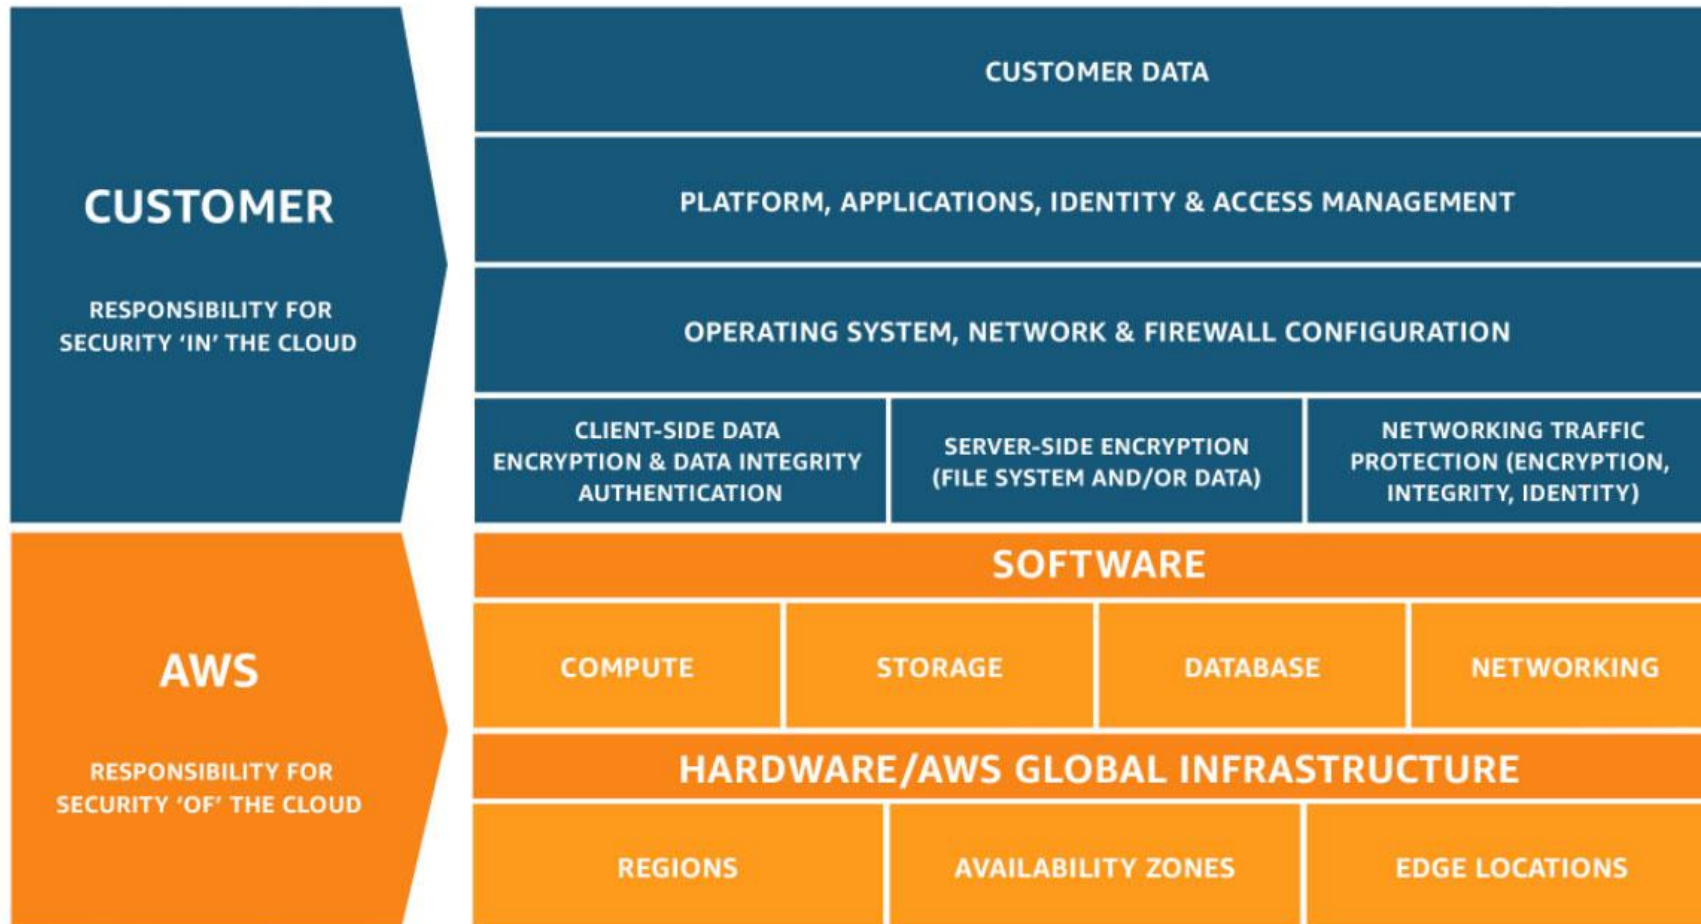 CUSTOMER
RESPONSIBILITY FOR
SECURITY ‘IN’ THE CLOUD
CUSTOMER DATA
PLATFORM, APPLICATIONS, IDENTITY & ACCESS MANAGEMENT
OPERATING SYSTEM, NETWORK & FIREWALL CONFIGURATION
CLIENT-SIDE DATA
ENCRYPTION & DATA INTEGRITY
AUTHENTICATION
SERVER-SIDE ENCRYPTION
(FILE SYSTEM AND/OR DATA)
NETWORKING TRAFFIC
PROTECTION (ENCRYPTION,
INTEGRITY, IDENTITY)
AWS
RESPONSIBILITY FOR
SECURITY ‘OF’ THE CLOUD
SOFTWARE
COMPUTE
STORAGE
DATABASE
NETWORKING
HARDWARE/AWS GLOBAL INFRASTRUCTURE
REGIONS
AVAILABILITY ZONES
EDGE LOCATIONS